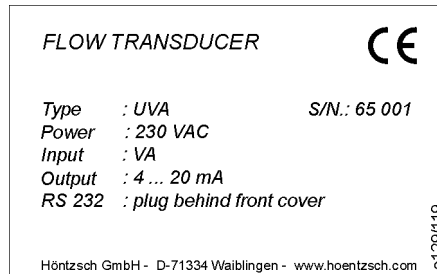 FLOW TRANSDUCER CE
Type : UVA S/N.: 65 001
Power : 230 VAC
Input : VA
Output : 4 ... 20 mA
RS 232 : plug behind front cover
Höntzsch GmbH - D-71334 Waiblingen - www.hoentzsch.com